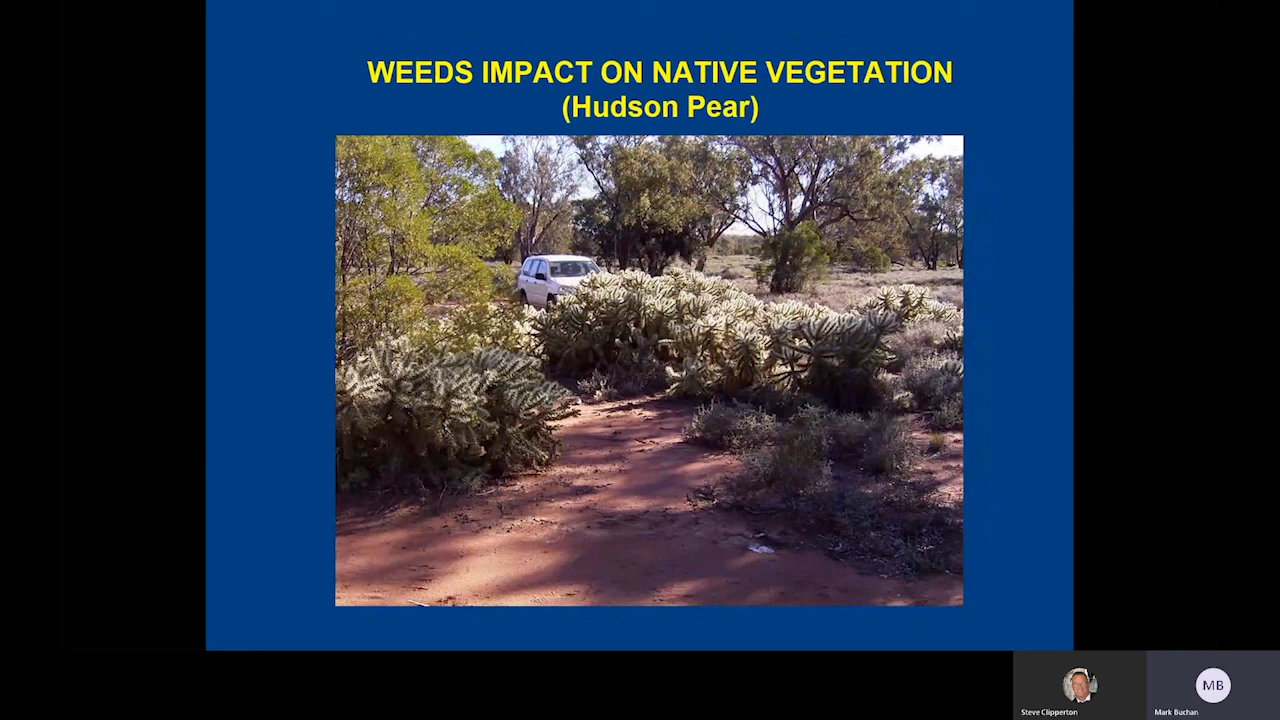 WEEDS IMPACT ON NATIVE VEGETATION
(Hudson Pear)
MB
Steve Clipperton
Mark Buchan